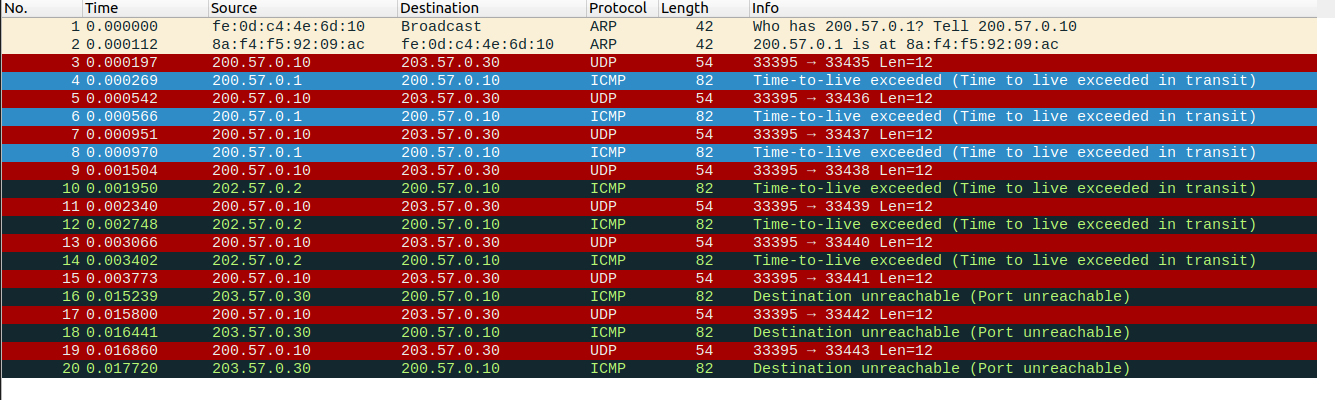 No. Time Source Destination Protocol Length Info
1 0.000000 fe:0d:c4:4e:6d:10 Broadcast ARP 42 Who has 200.57.0.1? Tell 200.57.0.10
2 0.000112 8a:f4:f5:92:09:ac fe:0d:c4:4e:6d:10 ARP 42 200.57.0.1 is at 8a:f4:f5:92:09:ac
3 0.000197 200.57.0.10 203.57.0.30 UDP 54 33395 → 33435 Len=12
4 0.000269 200.57.0.1 200.57.0.10 ICMP 82 Time-to-live exceeded (Time to live exceeded in transit)
5 0.000542 200.57.0.10 203.57.0.30 UDP 54 33395 → 33436 Len=12
6 0.000566 200.57.0.1 200.57.0.10 ICMP 82 Time-to-live exceeded (Time to live exceeded in transit)
7 0.000951 200.57.0.10 203.57.0.30 UDP 54 33395 → 33437 Len=12
8 0.000970 200.57.0.1 200.57.0.10 ICMP 82 Time-to-live exceeded (Time to live exceeded in transit)
9 0.001504 200.57.0.10 203.57.0.30 UDP 54 33395 → 33438 Len=12
10 0.001950 202.57.0.2 200.57.0.10 ICMP 82 Time-to-live exceeded (Time to live exceeded in transit)
11 0.002340 200.57.0.10 203.57.0.30 UDP 54 33395 → 33439 Len=12
12 0.002748 202.57.0.2 200.57.0.10 ICMP 82 Time-to-live exceeded (Time to live exceeded in transit)
13 0.003066 200.57.0.10 203.57.0.30 UDP 54 33395 → 33440 Len=12
14 0.003402 202.57.0.2 200.57.0.10 ICMP 82 Time-to-live exceeded (Time to live exceeded in transit)
15 0.003773 200.57.0.10 203.57.0.30 UDP 54 33395 → 33441 Len=12
16 0.015239 203.57.0.30 200.57.0.10 ICMP 82 Destination unreachable (Port unreachable)
17 0.015800 200.57.0.10 203.57.0.30 UDP 54 33395 → 33442 Len=12
18 0.016441 203.57.0.30 200.57.0.10 ICMP 82 Destination unreachable (Port unreachable)
19 0.016860 200.57.0.10 203.57.0.30 UDP 54 33395 → 33443 Len=12
20 0.017720 203.57.0.30 200.57.0.10 ICMP 82 Destination unreachable (Port unreachable)